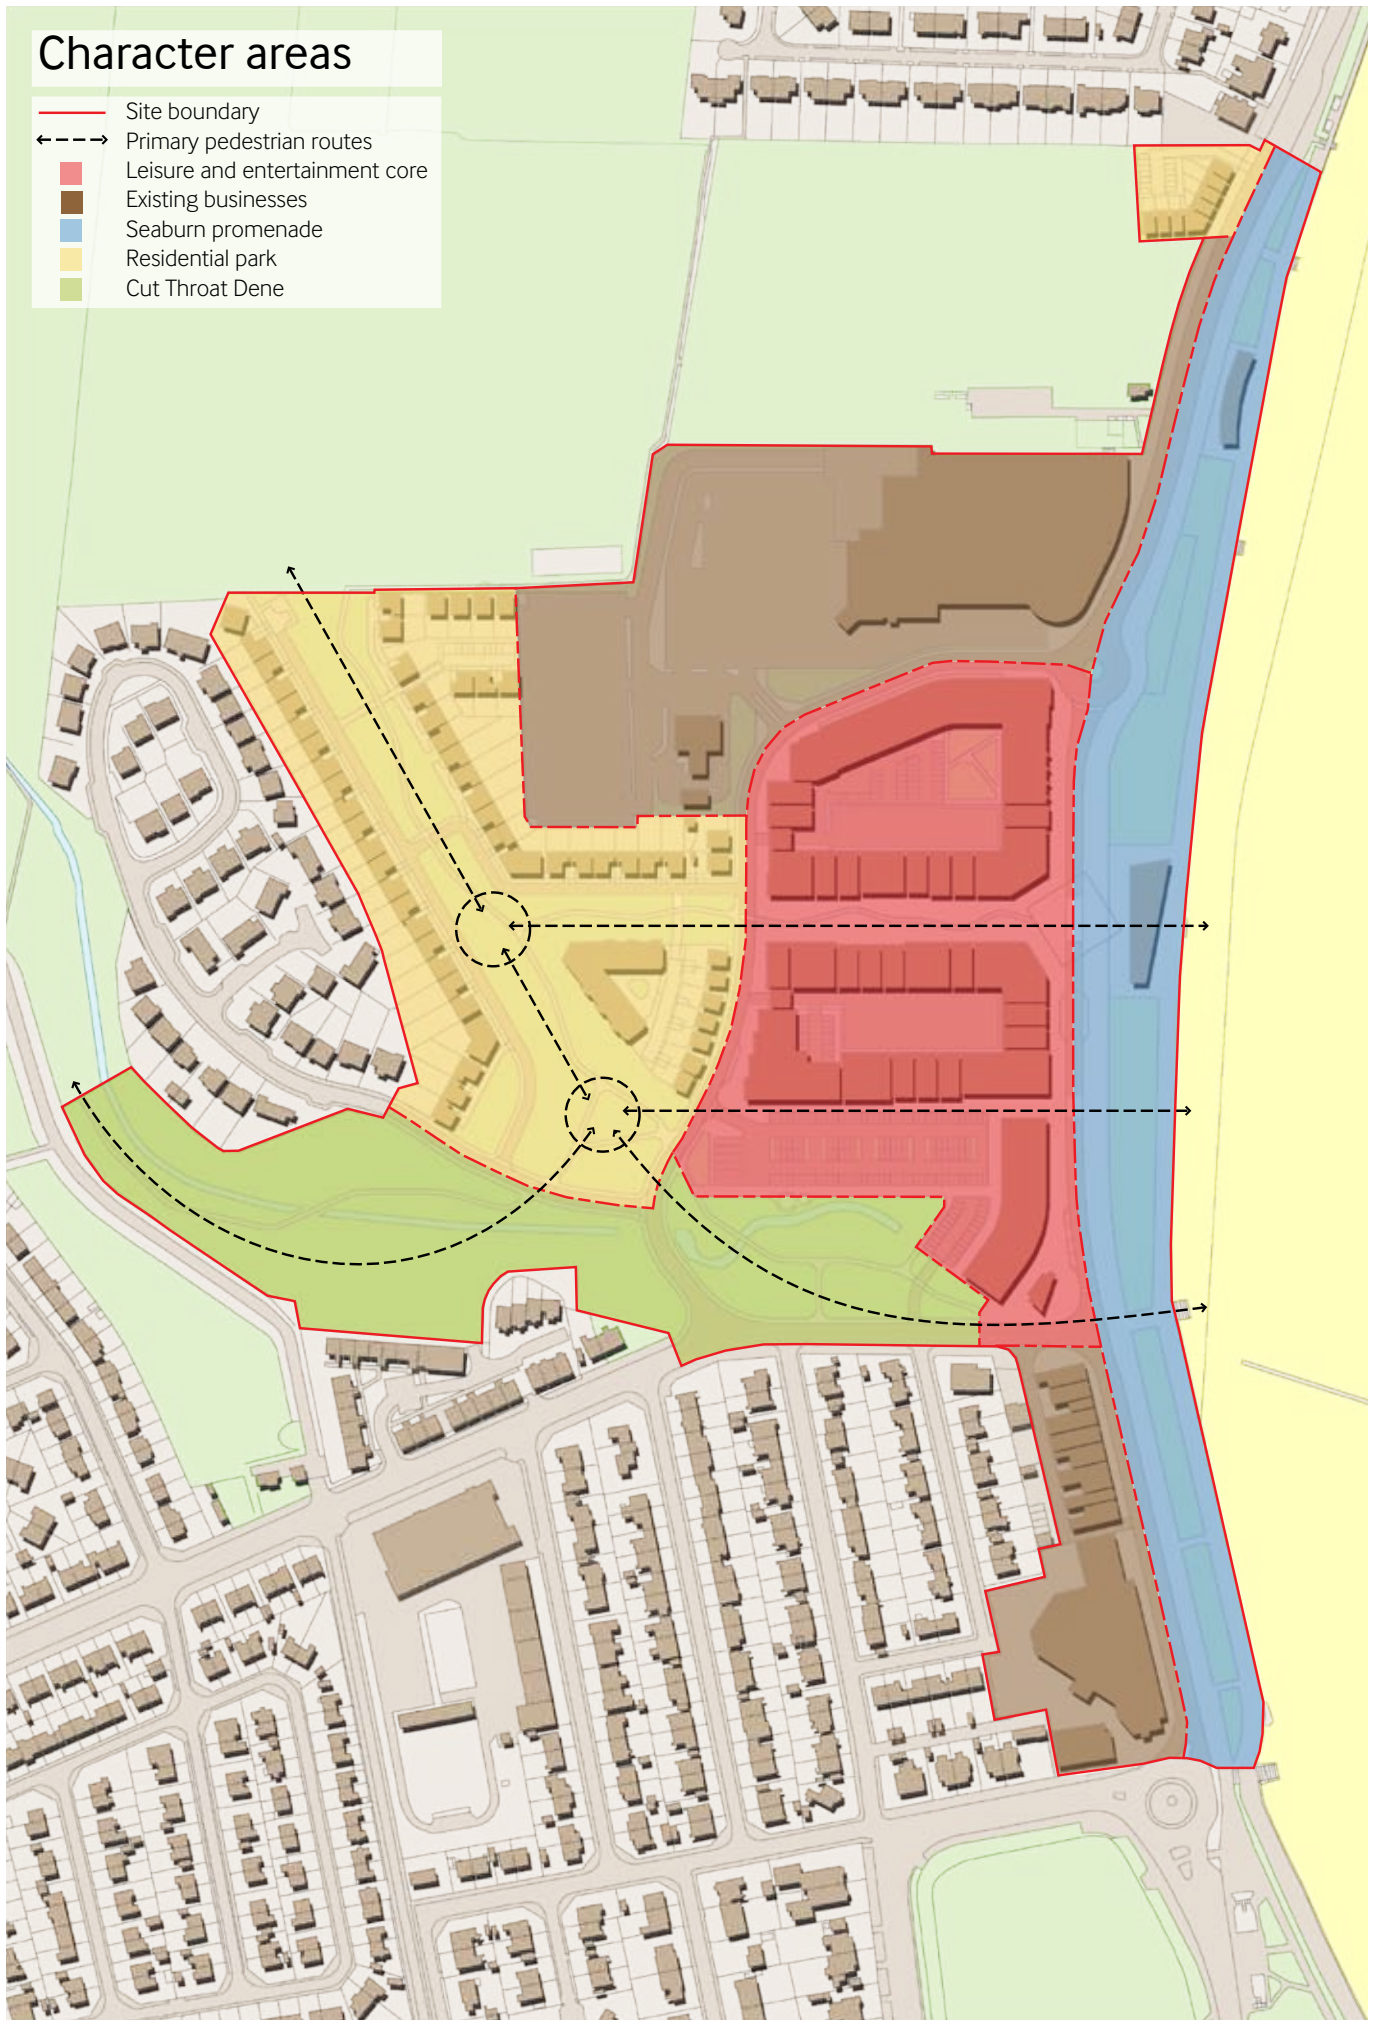 Character areas
Site boundary
Primary pedestrian routes
Leisure and entertainment core
Existing businesses
Seaburn promenade
Residential park
Cut Throat Dene